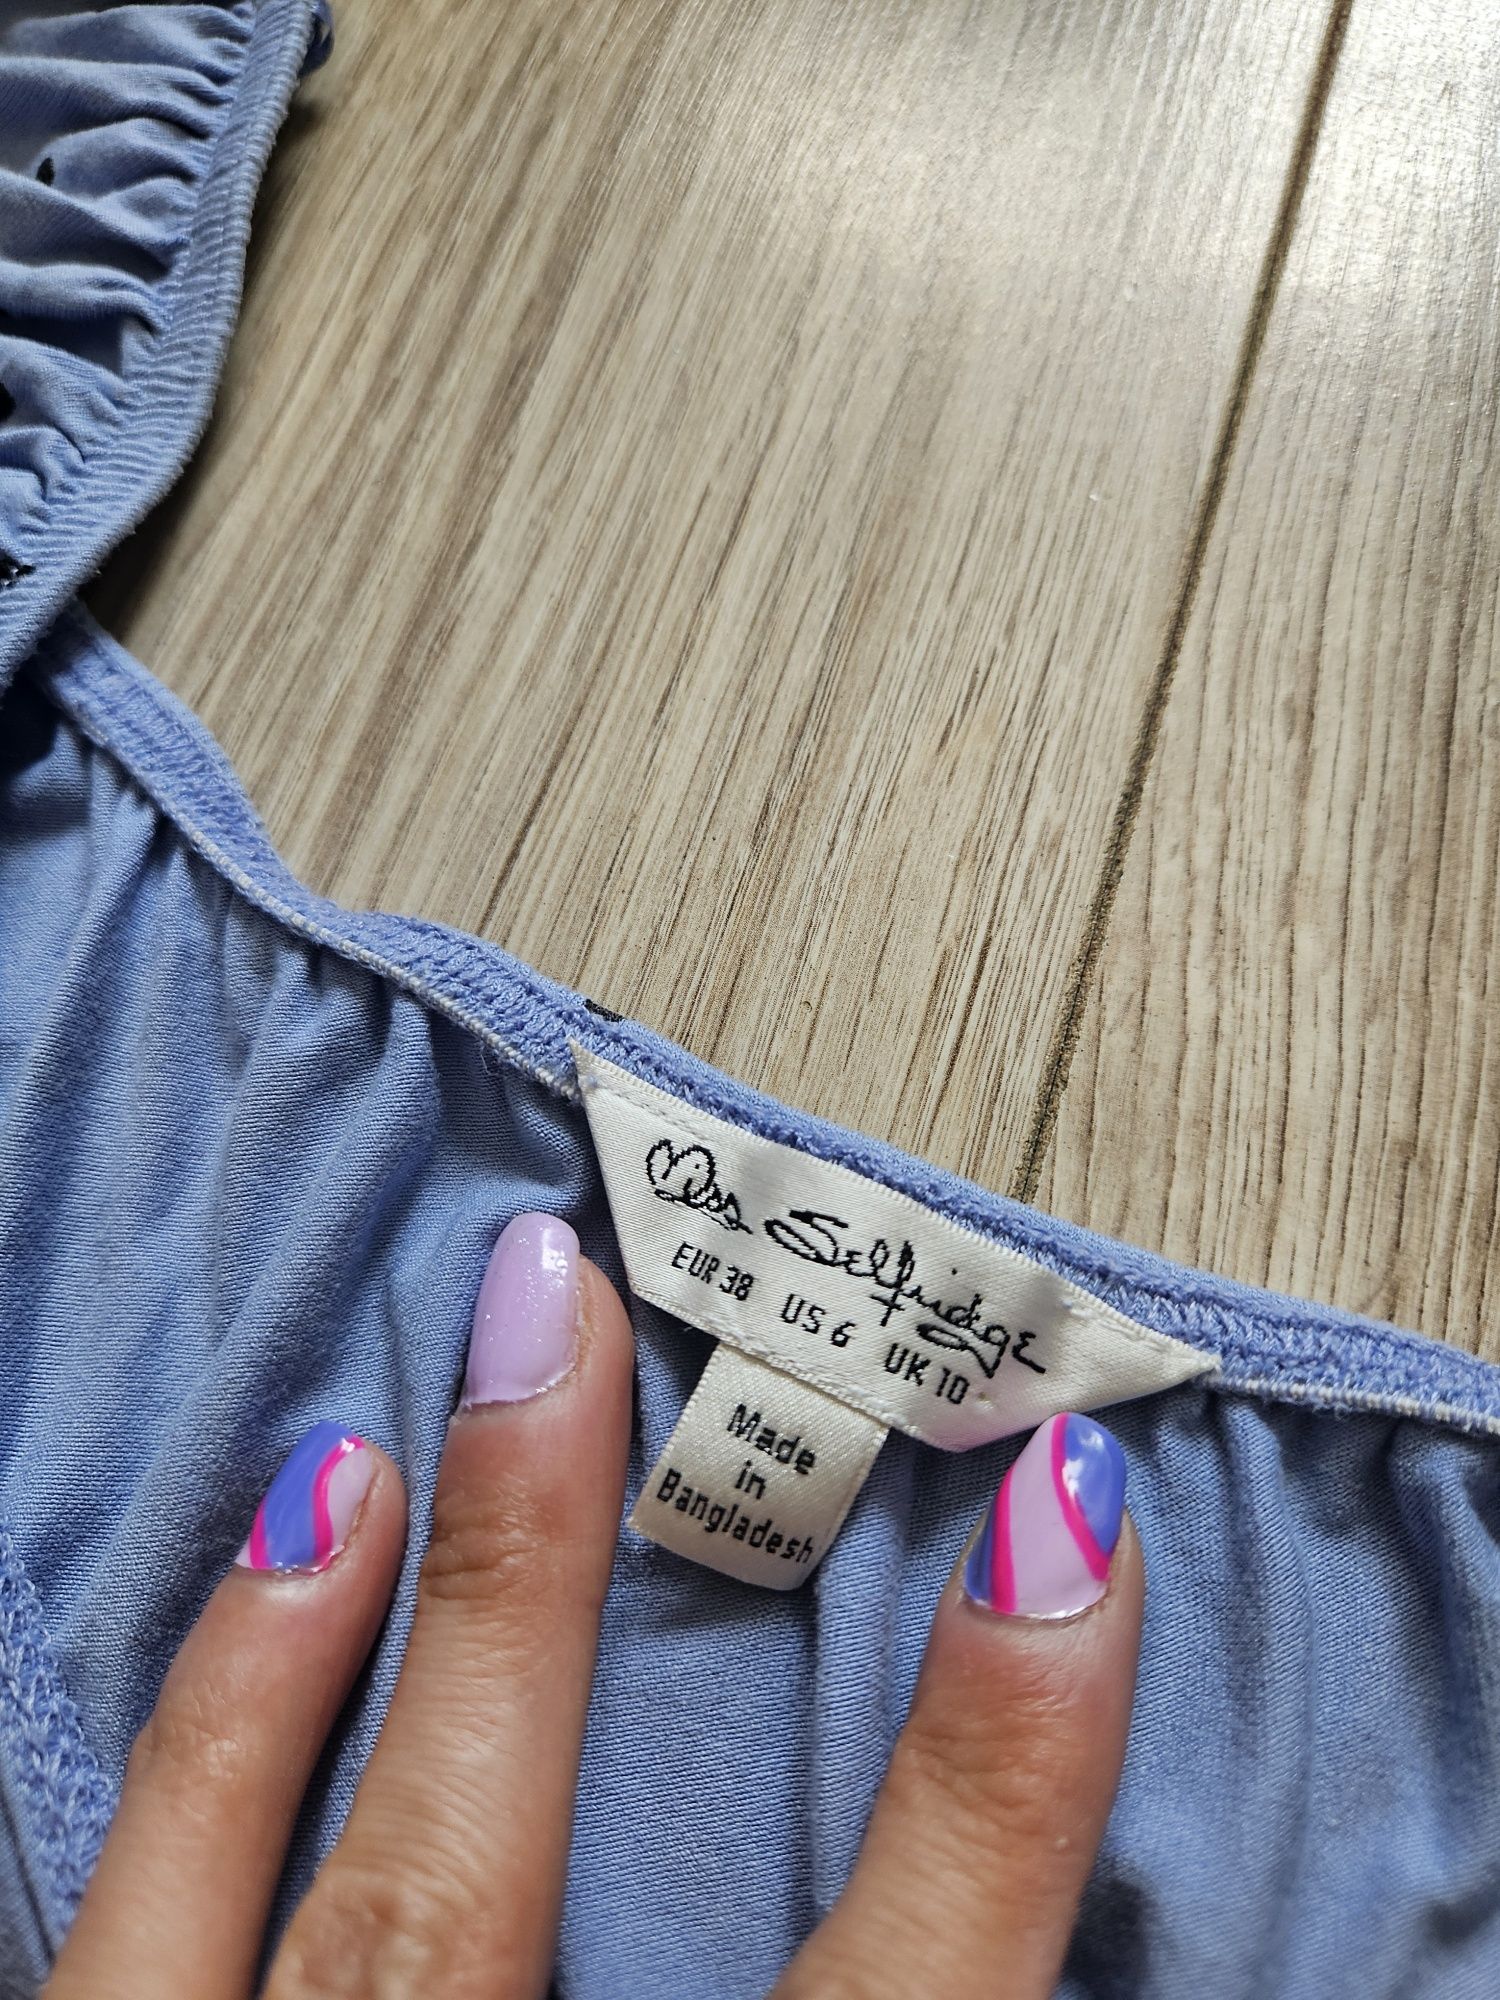 Miss Selfridge
EUR 38 US 6 UK 10
Made
in
Bangladesh